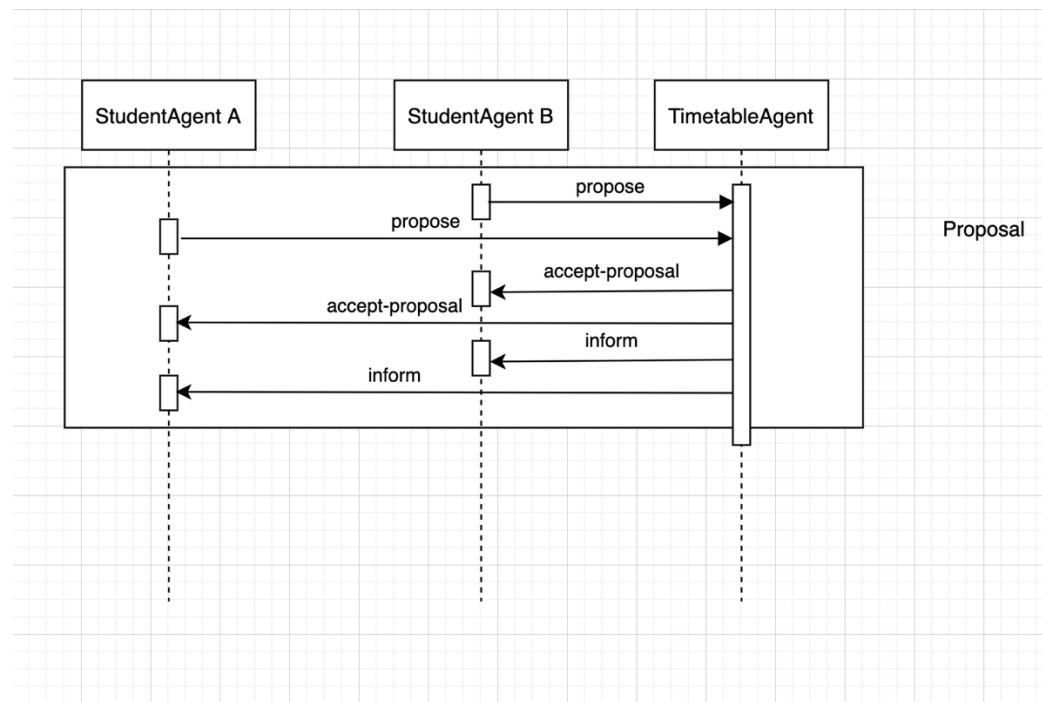 StudentAgent A
StudentAgent B
TimetableAgent
propose
propose
Proposal
accept-proposal
accept-proposal
inform
inform